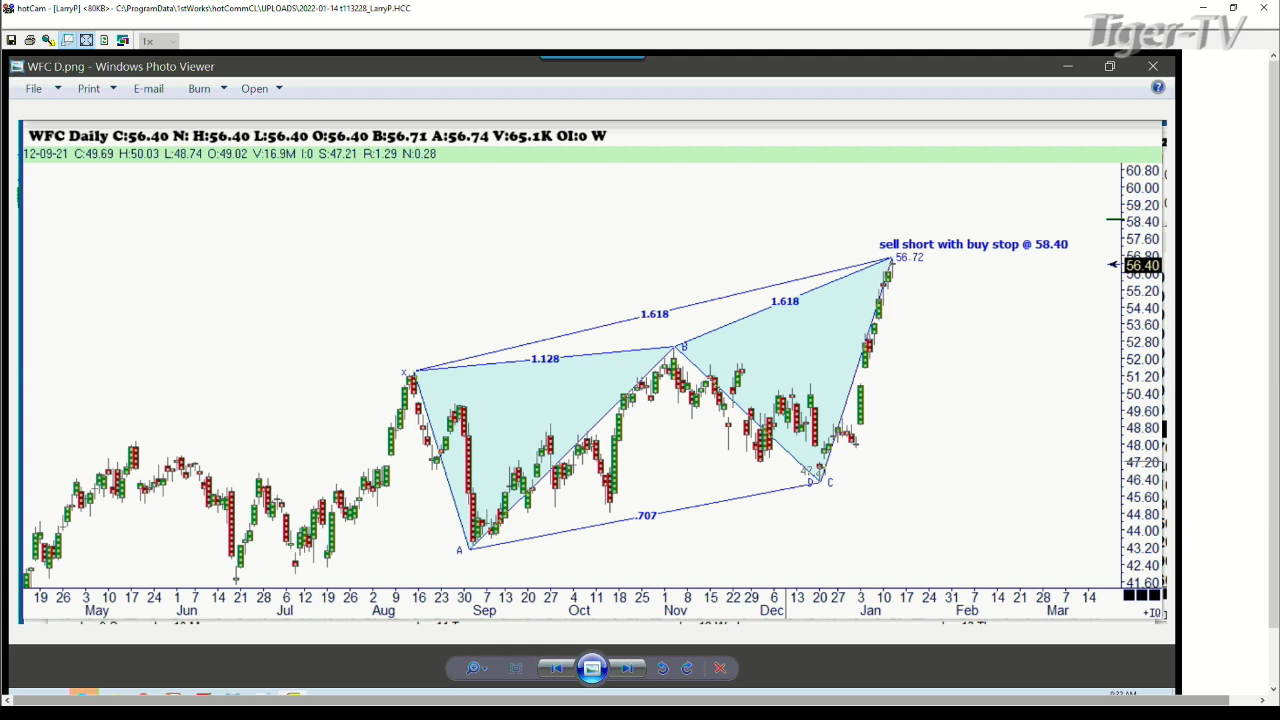 hotCam - [LarryP] <80KB> - C:\ProgramData\1stWorks\hotCommCL\UPLOADS\2022-01-14 t113228_LarryP.HCC
Tiger-TV
1x
WFC D.png - Windows Photo Viewer
File Print E-mail Burn Open
WFC Daily C:56.40 N: H:56.40 L:56.40 O:56.40 B:56.71 A:56.74 V:65.1K OI:0 W
12-09-21 C:49.69 H:50.03 L:48.74 O:49.02 V:16.9M I:0 S:47.21 R:1.29 N:0.28
60.80
60.00
59.20
58.40
57.60
sell short with buy stop @ 58.40
56.80
56.72
56.40
56.00
55.20
1.618
54.40
1.618
53.60
52.80
B
1.128
52.00
X
51.20
50.40
49.60
48.80
48.00
47.20
46.40
D C
45.60
.707
44.80
44.00
A
43.20
42.40
41.60
19 26 3 10 17 24 1 7 14 21 28 6 12 19 26 2 9 16 23 30 7 13 20 27 4 11 18 25 1 8 15 22 29 6 13 20 27 3 10 17 24 31 7 14 21 28 7 14
May Jun Jul Aug Sep Oct Nov Dec Jan Feb Mar
+IQ